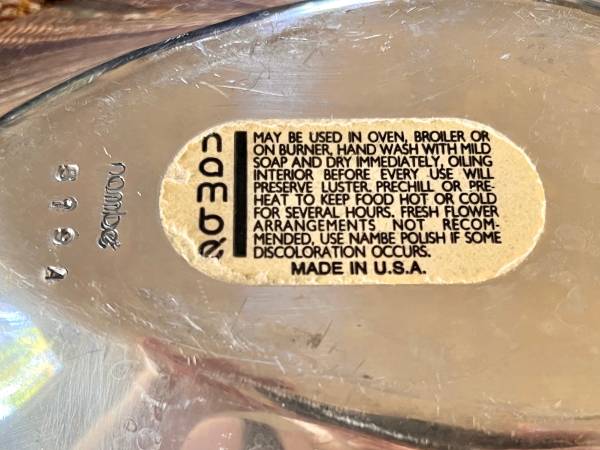 nambé
nambé
MAY BE USED IN OVEN, BROILER OR
ON BURNER, HAND WASH WITH MILD
SOAP AND DRY IMMEDIATELY, OILING
INTERIOR BEFORE EVERY USE WILL
PRESERVE LUSTER. PRECHILL OR PRE-
HEAT TO KEEP FOOD HOT OR COLD
FOR SEVERAL HOURS. FRESH FLOWER
ARRANGEMENTS NOT RECOM-
MENDED, USE NAMBE POLISH IF SOME
DISCOLORATION OCCURS.
MADE IN U.S.A.